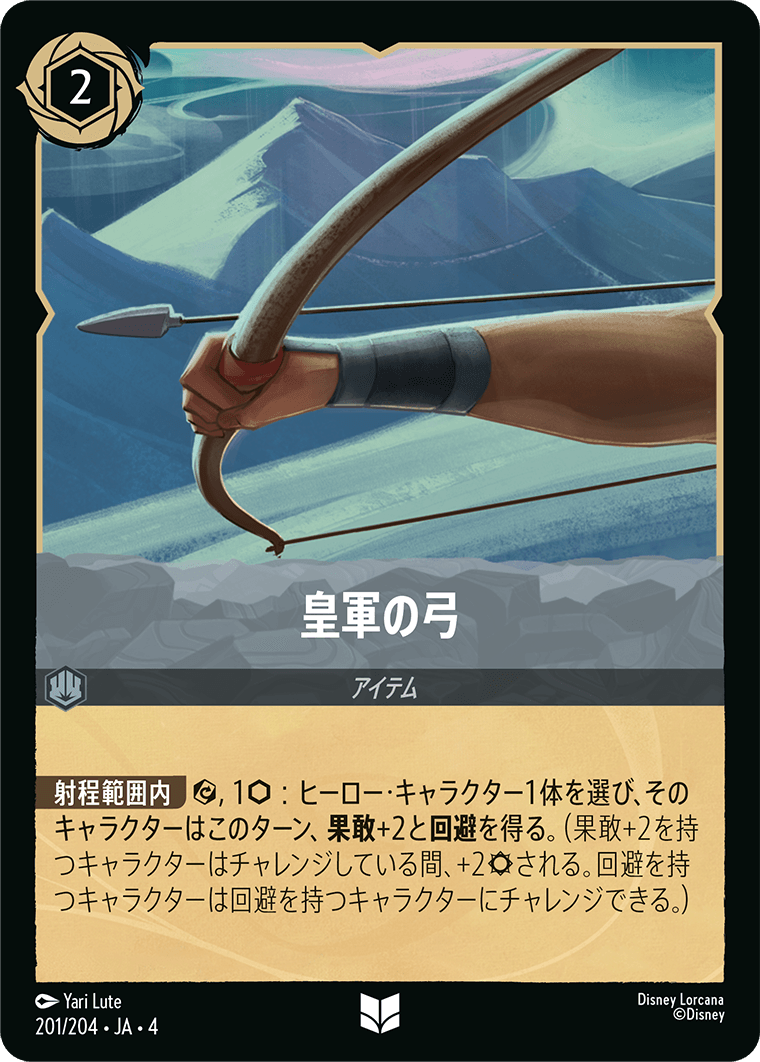 2
皇軍の弓
アイテム
射程範囲内 , 1 : ヒーロー・キャラクター1体を選び、その
キャラクターはこのターン、果敢+2と回避を得る。(果敢+2を持
つキャラクターはチャレンジしている間、+2される。回避を持
つキャラクターは回避を持つキャラクターにチャレンジできる。)
Yari Lute
Disney Lorcana
201/204 • JA • 4
©Disney